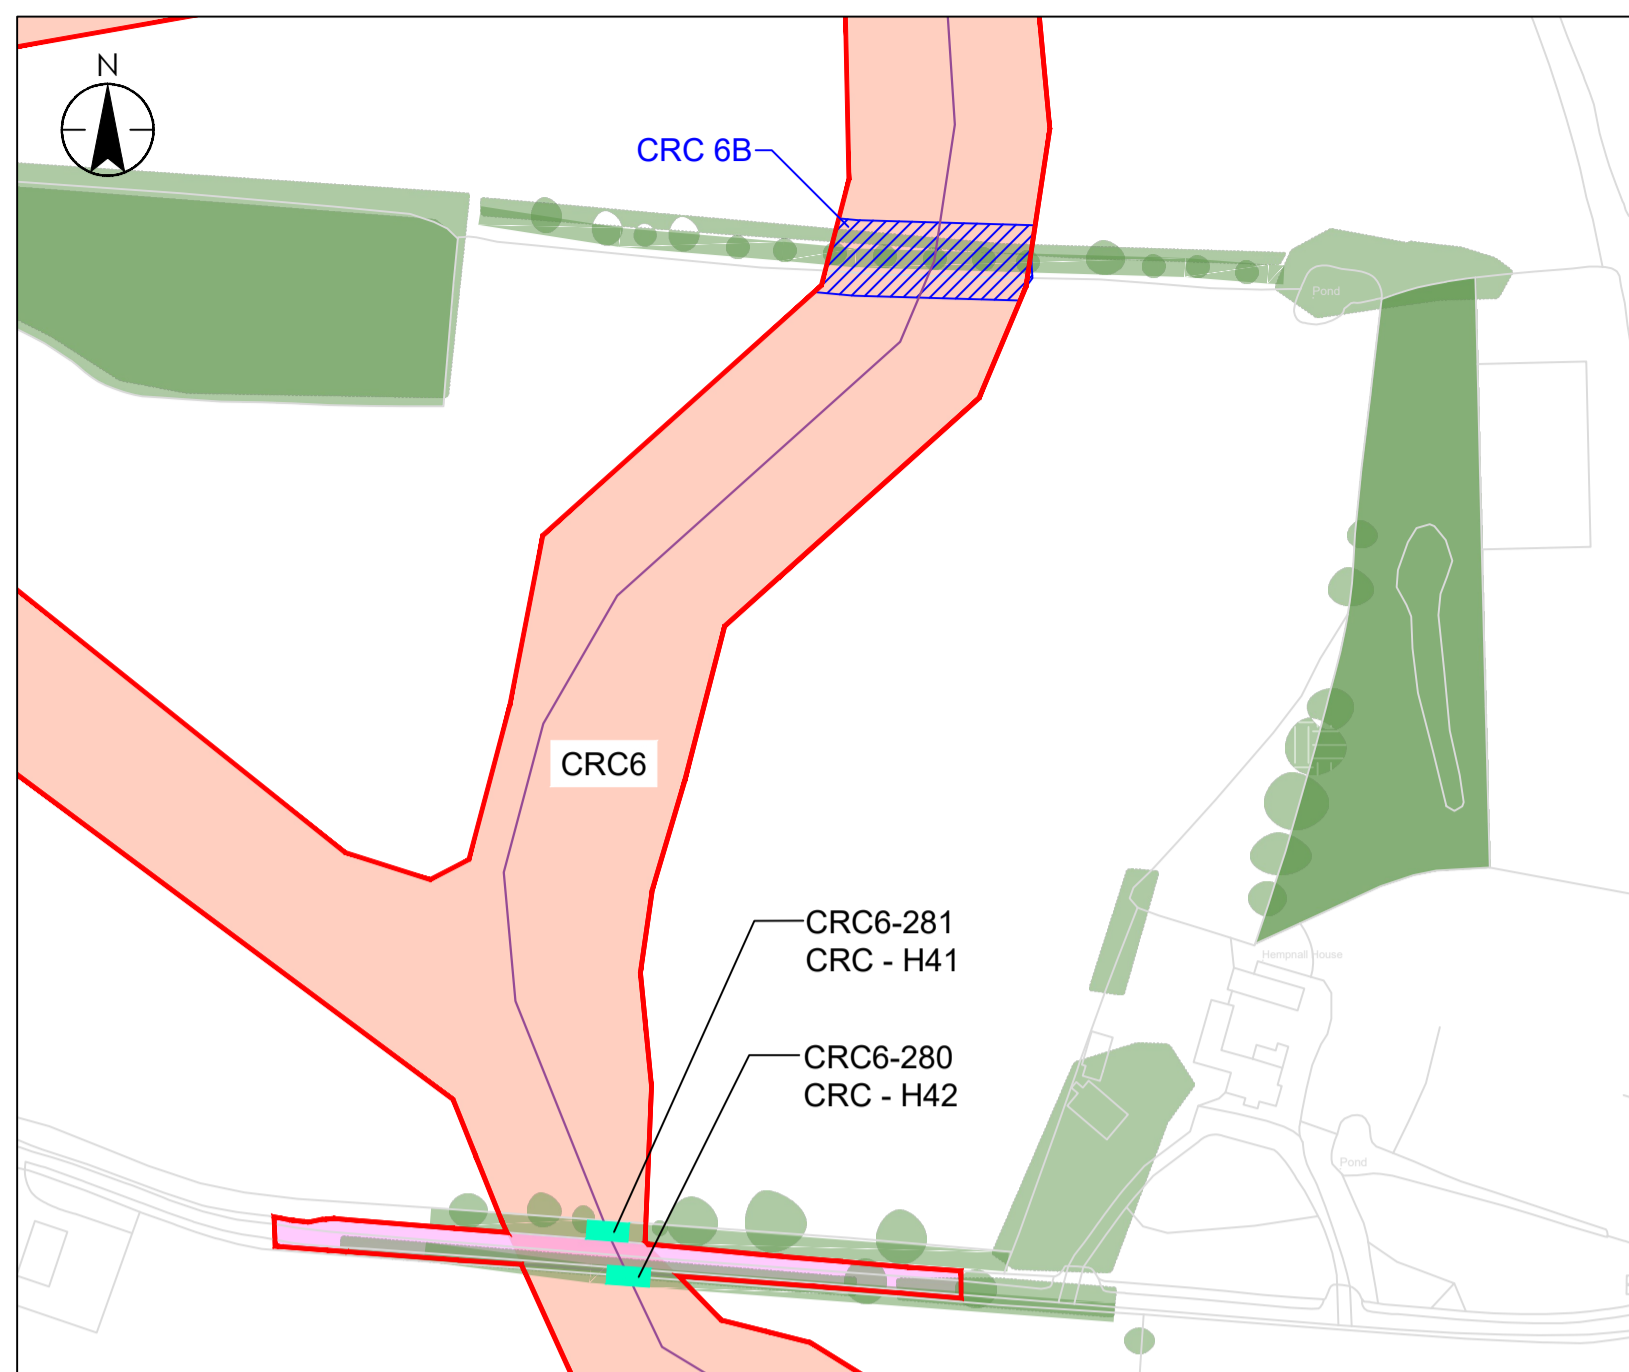 N
CRC 6B
Pond
CRC6
CRC6-281
CRC - H41
Hempnall House
CRC6-280
CRC - H42
Pond